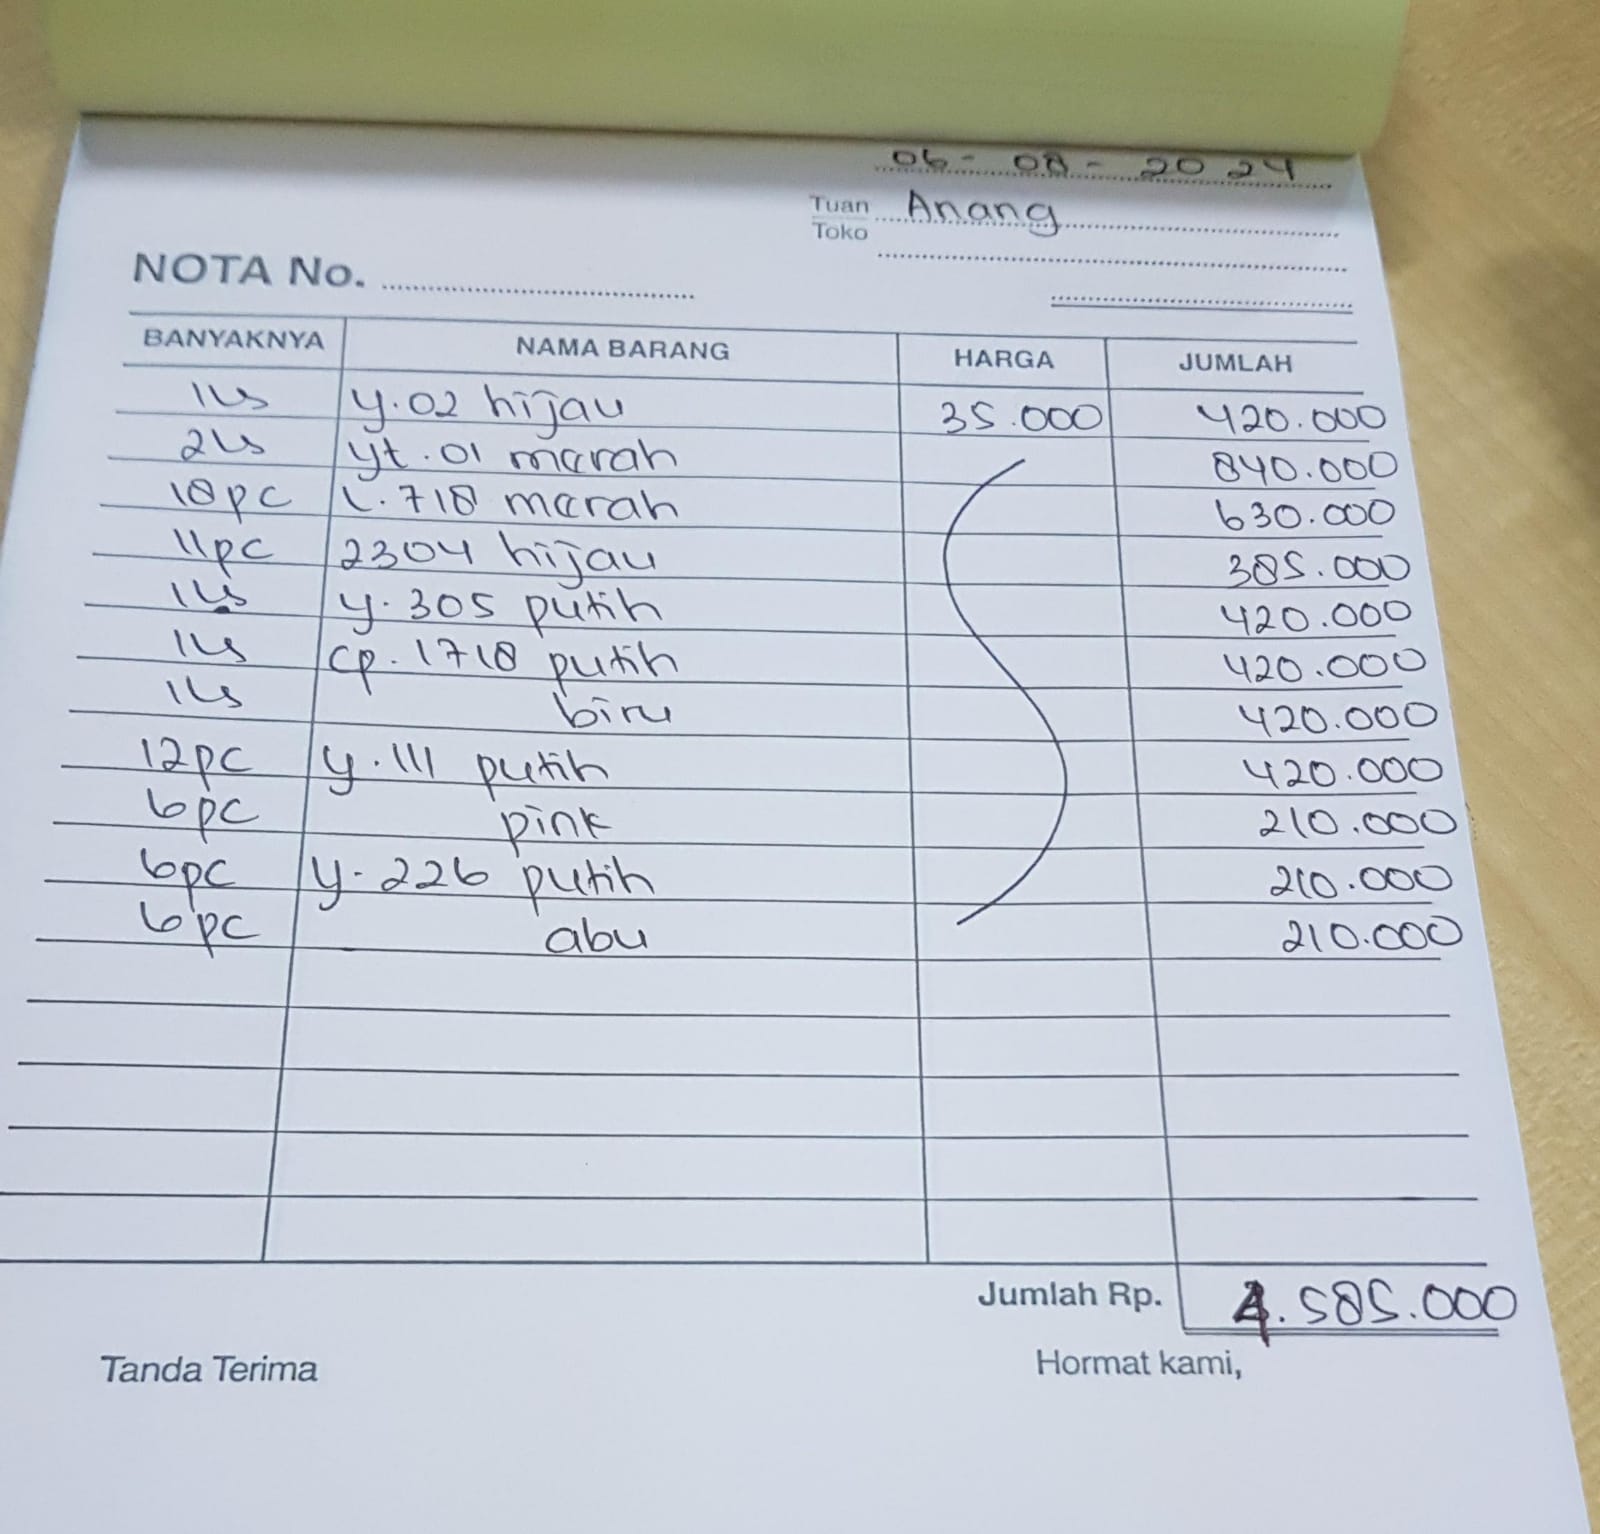 06 - 08 - 2024
Tuan Anang
Toko
NOTA No.
BANYAKNYA NAMA BARANG HARGA JUMLAH
1Ls y.02 hijau 35.000 420.000
2Ls yt.01 merah 840.000
18pc L.718 merah 630.000
11pc 2304 hijau 385.000
1Ls y.305 putih 420.000
1Ls cp.1718 putih 420.000
1Ls biru 420.000
12pc y.111 putih 420.000
6pc pink 210.000
6pc y-226 putih 210.000
6pc abu 210.000
Jumlah Rp. 4.585.000
Tanda Terima Hormat kami,